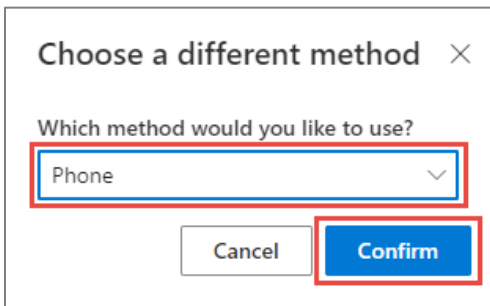 Choose a different method
Which method would you like to use?
Phone
Cancel
Confirm